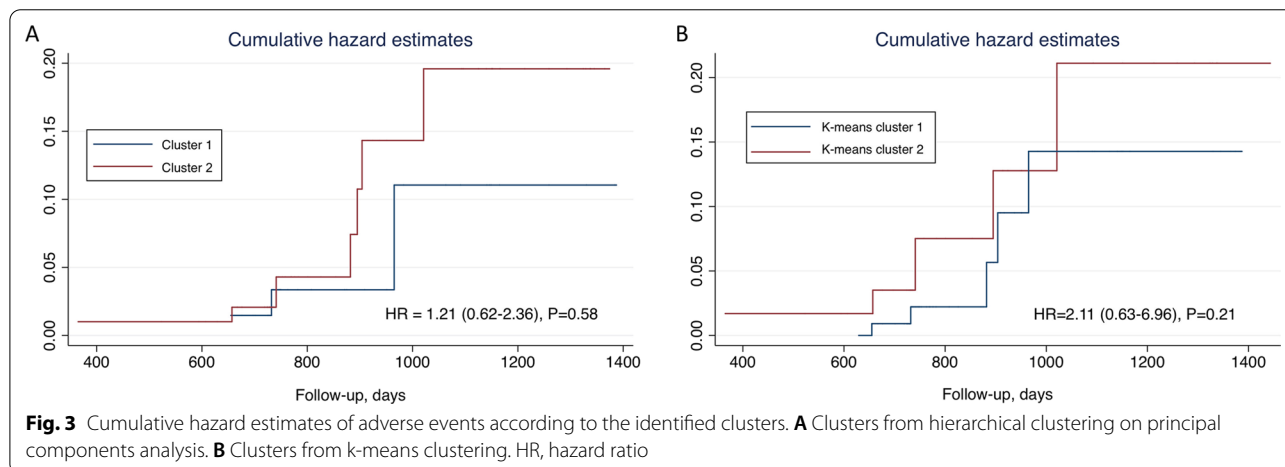 A
Cumulative hazard estimates
0.20
0.15
0.10
0.05
0.00
Cluster 1
Cluster 2
HR = 1.21 (0.62-2.36), P=0.58
400 600 800 1000 1200 1400
Follow-up, days
B
Cumulative hazard estimates
0.20
0.15
0.10
0.05
0.00
K-means cluster 1
K-means cluster 2
HR=2.11 (0.63-6.96), P=0.21
400 600 800 1000 1200 1400
Follow-up, days
Fig. 3 Cumulative hazard estimates of adverse events according to the identified clusters. A Clusters from hierarchical clustering on principal
components analysis. B Clusters from k-means clustering. HR, hazard ratio